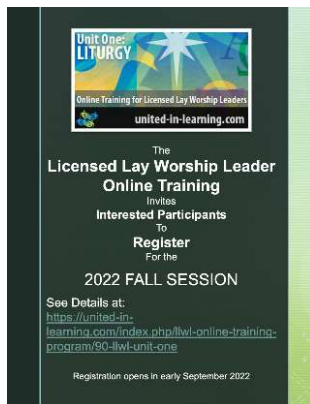 Unit One:
LITURGY
Online Training for Licensed Lay Worship Leaders
united-in-learning.com
The
Licensed Lay Worship Leader
Online Training
Invites
Interested Participants
To
Register
For the
2022 FALL SESSION
See Details at:
https://united-in-
learning.com/index.php/llwl-online-training-
program/90-llwl-unit-one
Registration opens in early September 2022